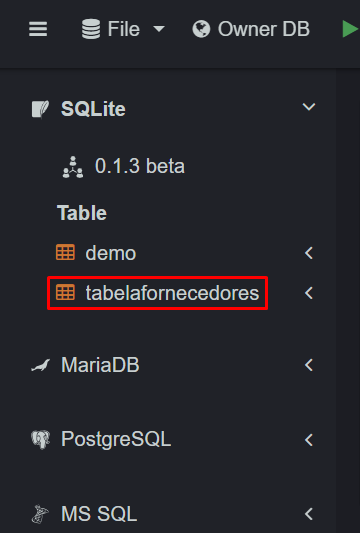 File Owner DB
SQLite
0.1.3 beta
Table
demo
tabelafornecedores
MariaDB
PostgreSQL
MS SQL